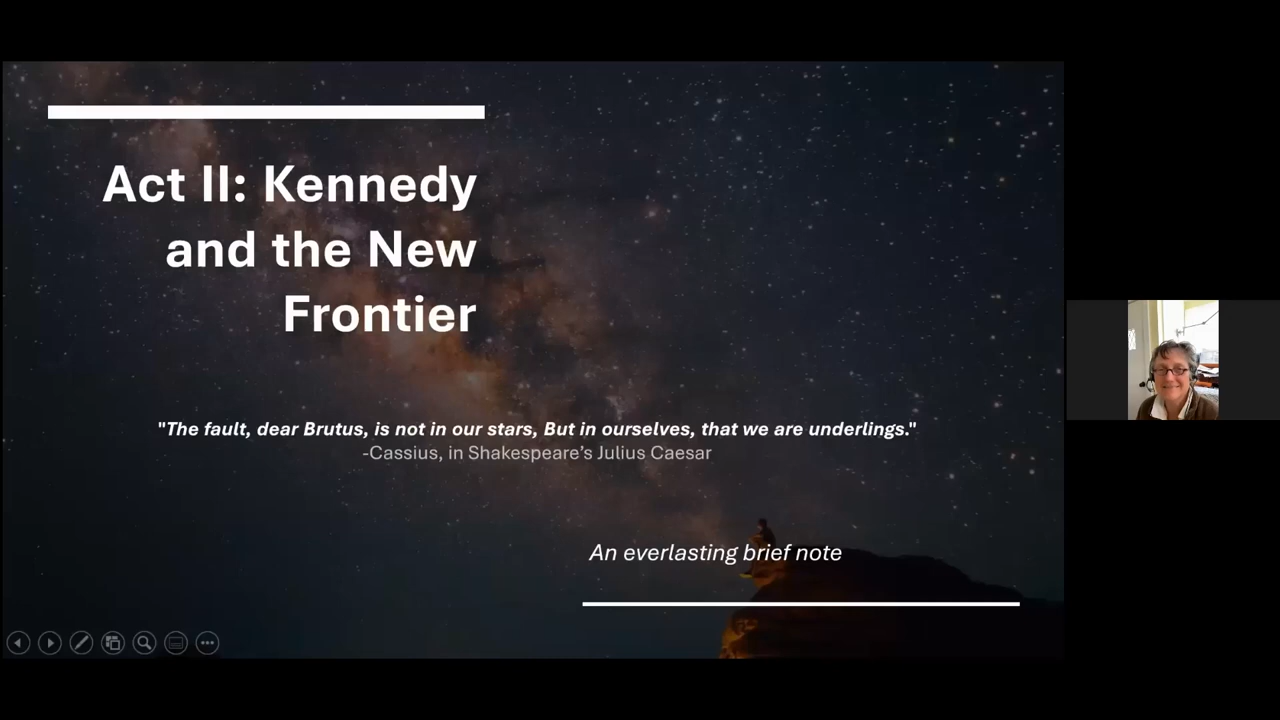 Act II: Kennedy
and the New
Frontier
"The fault, dear Brutus, is not in our stars, But in ourselves, that we are underlings."
-Cassius, in Shakespeare’s Julius Caesar
An everlasting brief note